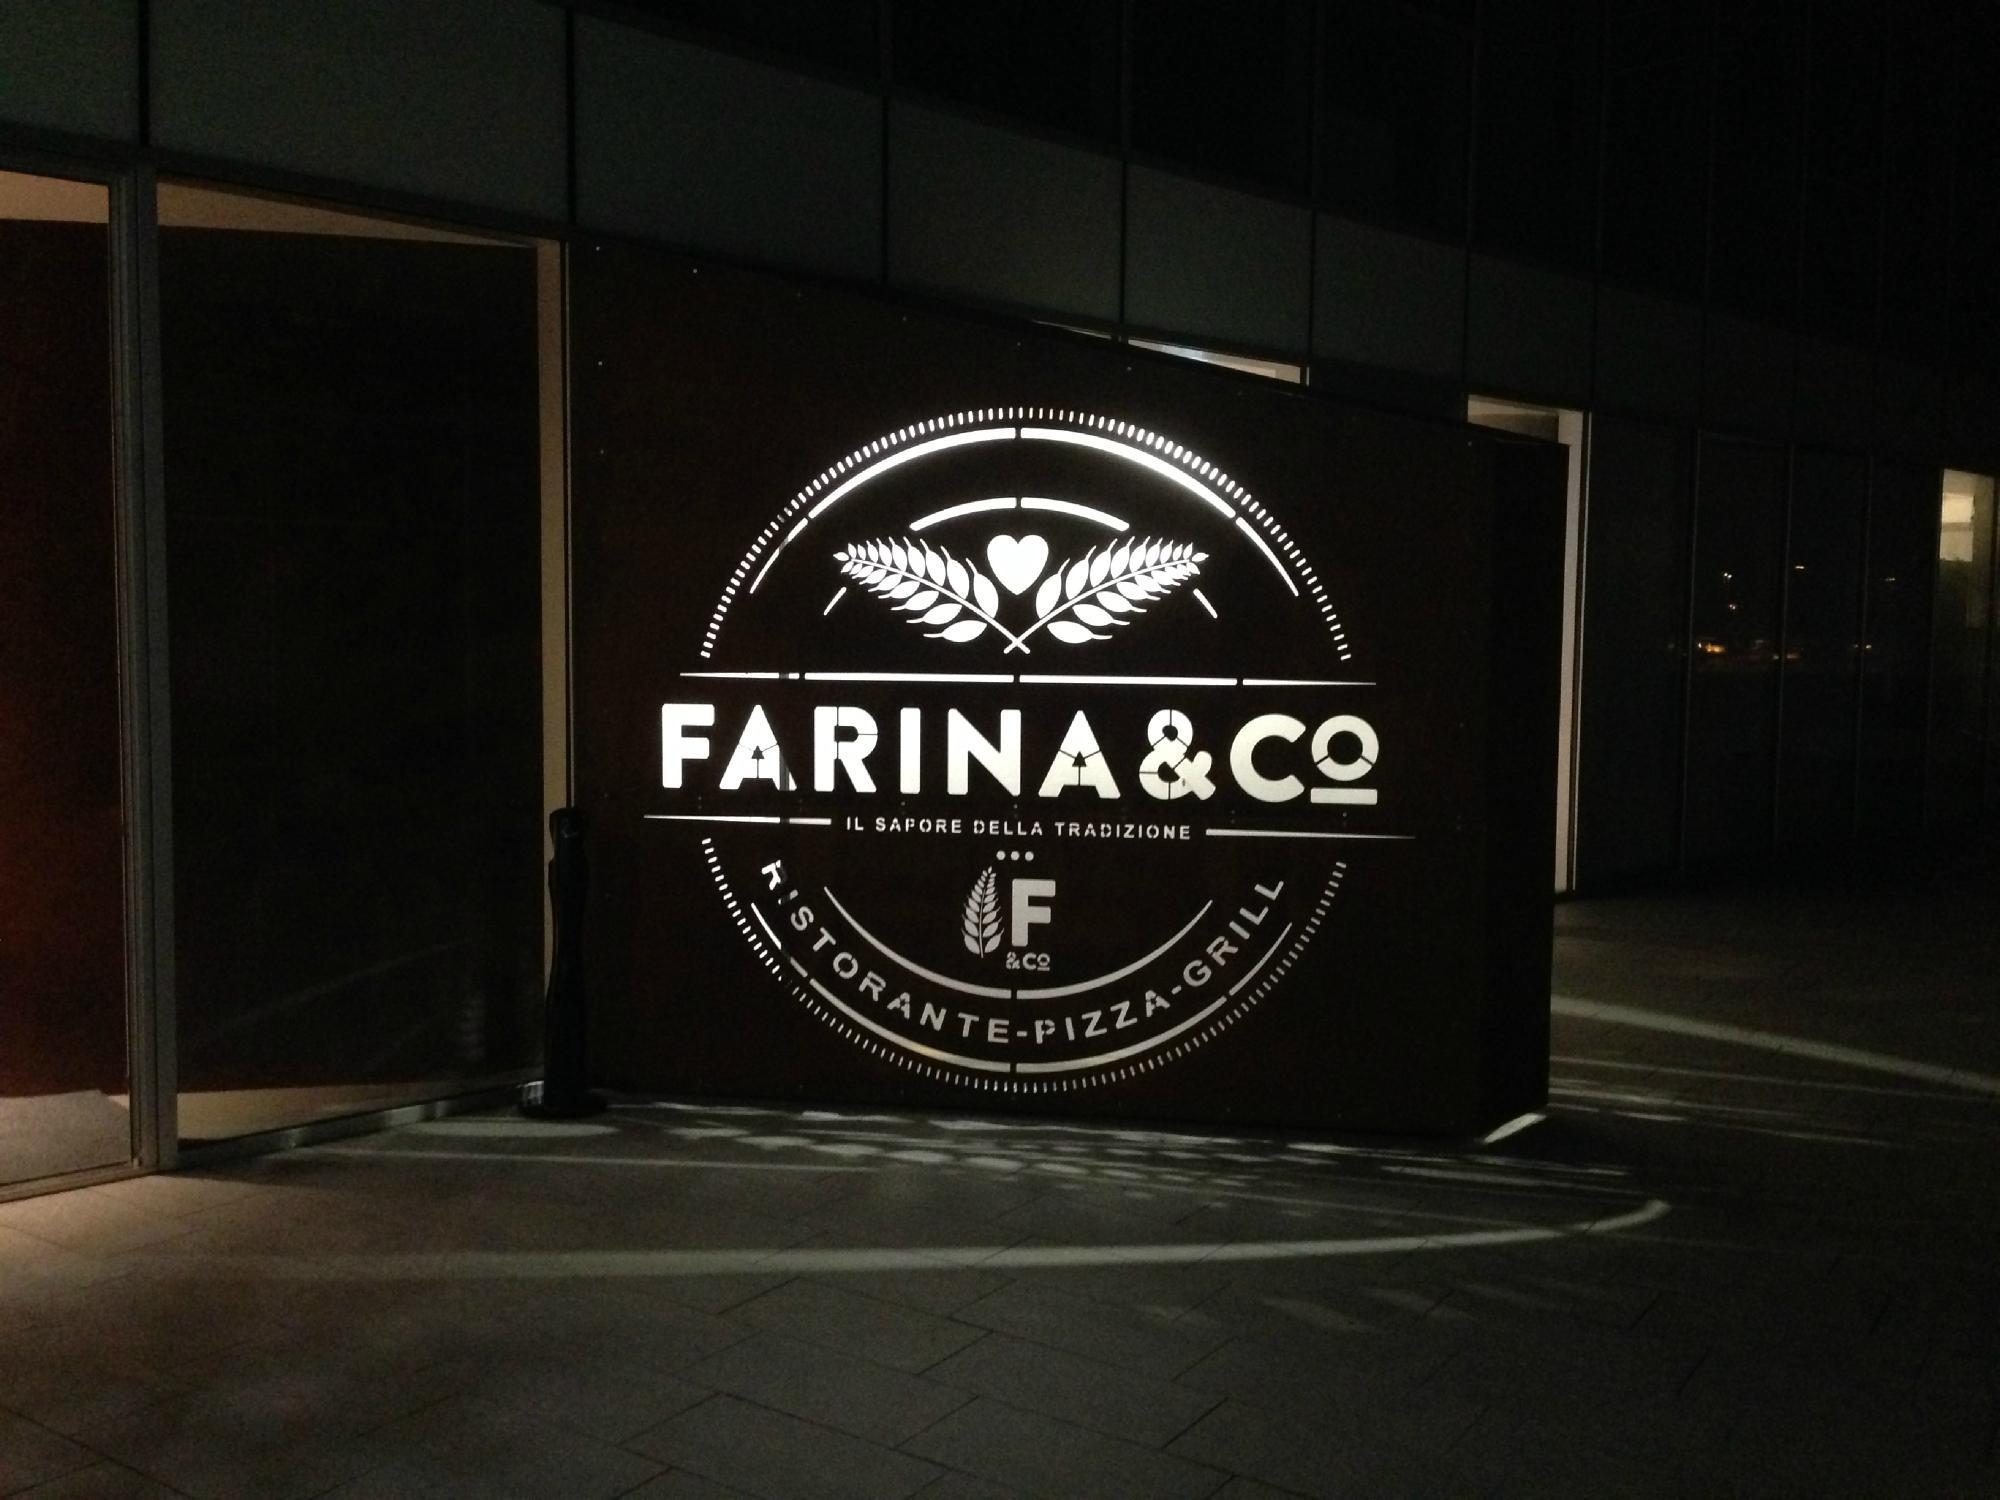 FARINA&CO
IL SAPORE DELLA TRADIZIONE
F
&CO
RISTORANTE-PIZZA-GRILL